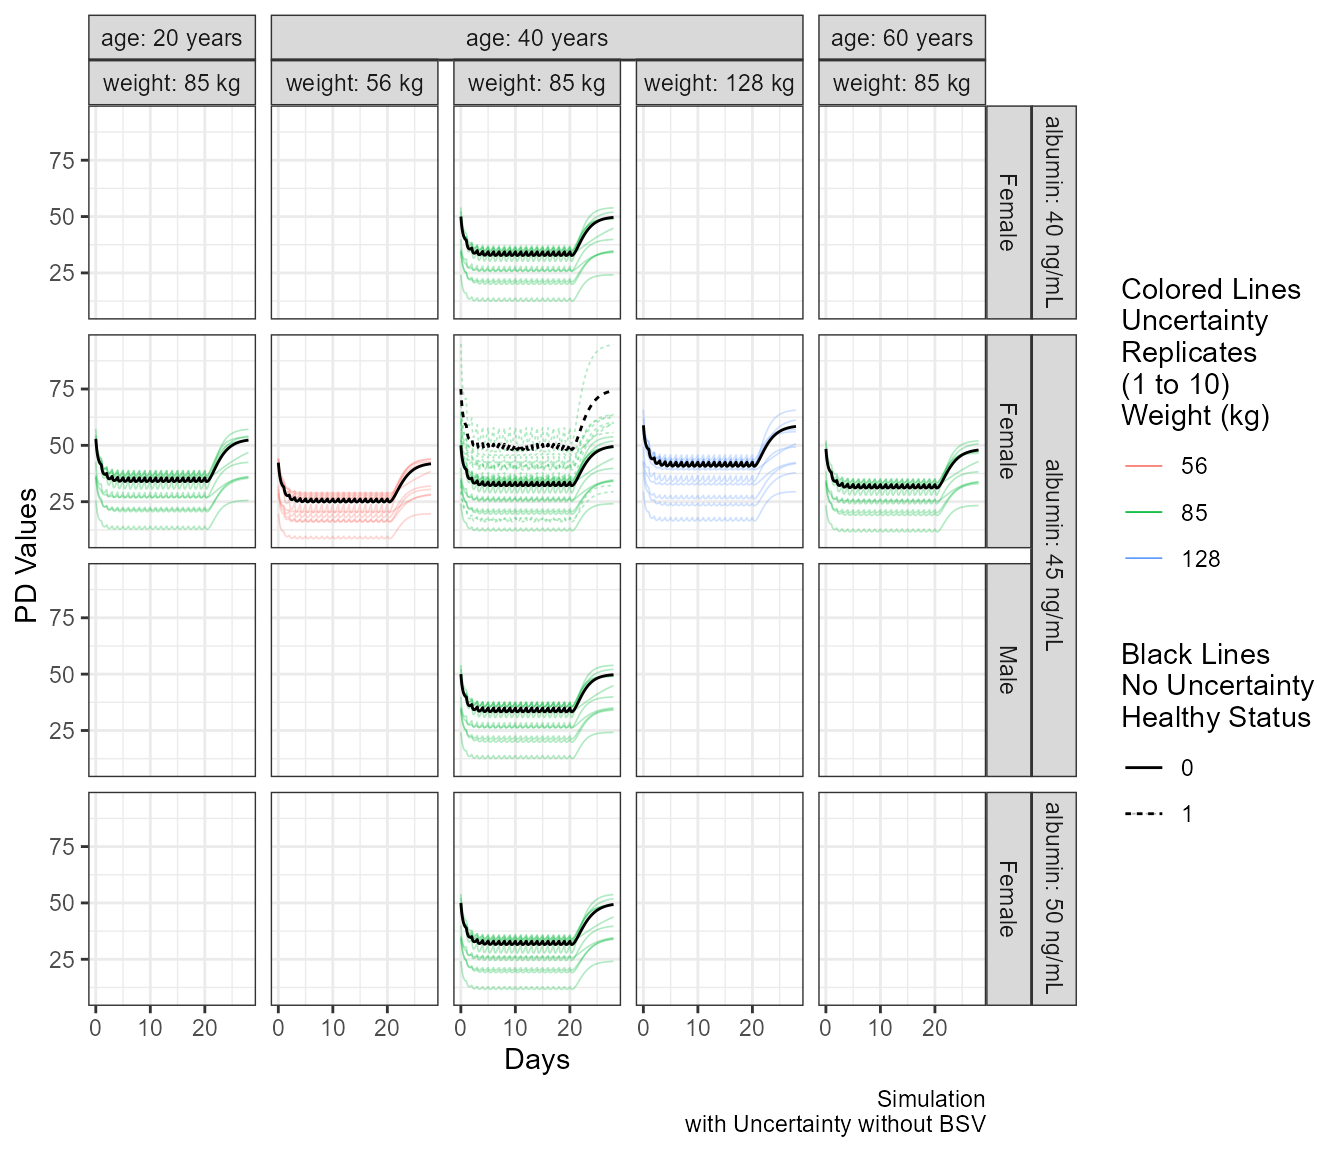 age: 20 years
age: 40 years
age: 60 years
weight: 85 kg
weight: 56 kg
weight: 85 kg
weight: 128 kg
weight: 85 kg
75
50
25
Female
albumin: 40 ng/mL
75
50
25
Female
albumin: 45 ng/mL
75
50
25
Male
75
50
25
Female
albumin: 50 ng/mL
PD Values
0 10 20
0 10 20
0 10 20
0 10 20
0 10 20
Days
Colored Lines
Uncertainty
Replicates
(1 to 10)
Weight (kg)
56
85
128
Black Lines
No Uncertainty
Healthy Status
0
1
Simulation
with Uncertainty without BSV